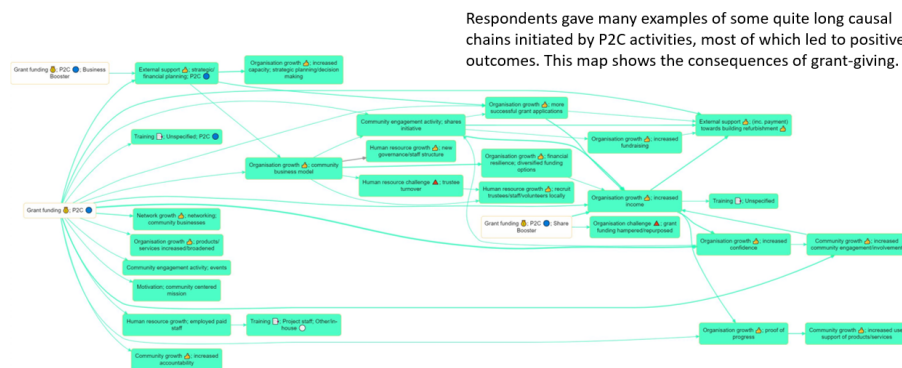 Respondents gave many examples of some quite long causal
chains initiated by P2C activities, most of which led to positive
outcomes. This map shows the consequences of grant-giving.
Grant funding 💰; P2C 🔵; Business
Booster
External support 👍; strategic/
financial planning; P2C 🔵
Organisation growth 👍; increased
capacity; strategic planning/decision
making
Organisation growth 👍; more
successful grant applications
Community engagement activity; shares
initiative
External support 👍; (inc. payment)
towards building refurbishment 👍
Training ; Unspecified; P2C 🔵
Organisation growth 👍; increased
fundraising
Human resource growth 👍; new
governance/staff structure
Organisation growth 👍; community
business model
Organisation growth 👍; financial
resilience; diversified funding
options
Human resource challenge 🔺; trustee
turnover
Human resource growth 👍; recruit
trustees/staff/volunteers locally
Organisation growth 👍; increased
income
Training ; Unspecified
Grant funding 💰; P2C 🔵
Network growth 👍; networking;
community businesses
Grant funding 💰; P2C 🔵; Share
Booster
Organisation challenge 🔺; grant
funding hampered/repurposed
Organisation growth 👍; products/
services increased/broadened
Organisation growth 👍; increased
confidence
Community growth 👍; increased
community engagement/involvement
Community engagement activity; events
Motivation; community centered
mission
Human resource growth; employed paid
staff
Training ; Project staff; Other/in-
house ⚪
Organisation growth 👍; proof of
progress
Community growth 👍; increased use/
support of products/services
Community growth 👍; increased
accountability